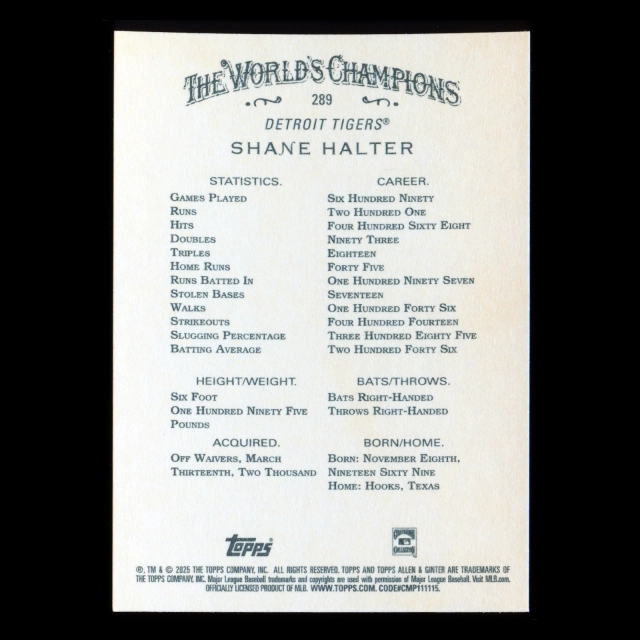 THE WORLD'S CHAMPIONS
289
DETROIT TIGERS®
SHANE HALTER
STATISTICS. CAREER.
GAMES PLAYED SIX HUNDRED NINETY
RUNS TWO HUNDRED ONE
HITS FOUR HUNDRED SIXTY EIGHT
DOUBLES NINETY THREE
TRIPLES EIGHTEEN
HOME RUNS FORTY FIVE
RUNS BATTED IN ONE HUNDRED NINETY SEVEN
STOLEN BASES SEVENTEEN
WALKS ONE HUNDRED FORTY SIX
STRIKEOUTS FOUR HUNDRED FOURTEEN
SLUGGING PERCENTAGE THREE HUNDRED EIGHTY FIVE
BATTING AVERAGE TWO HUNDRED FORTY SIX
HEIGHT/WEIGHT. BATS/THROWS.
SIX FOOT BATS RIGHT-HANDED
ONE HUNDRED NINETY FIVE THROWS RIGHT-HANDED
POUNDS
ACQUIRED. BORN/HOME.
OFF WAIVERS, MARCH BORN: NOVEMBER EIGHTH,
THIRTEENTH, TWO THOUSAND NINETEEN SIXTY NINE
HOME: HOOKS, TEXAS
Topps
®, TM & © 2025 THE TOPPS COMPANY, INC. ALL RIGHTS RESERVED. TOPPS AND TOPPS ALLEN & GINTER ARE TRADEMARKS OF
THE TOPPS COMPANY, INC. Major League Baseball trademarks and copyrights are used with permission of Major League Baseball. Visit MLB.com.
OFFICIALLY LICENSED PRODUCT OF MLB. WWW.TOPPS.COM. CODE#CMP111115.